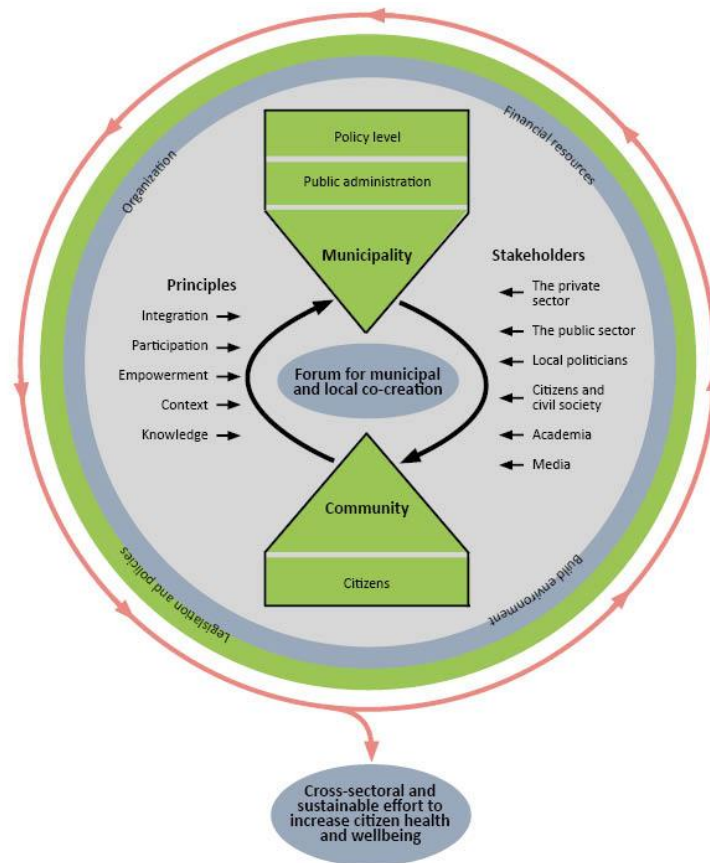 Organization
Financial resources
Policy level
Public administration
Municipality
Principles
Integration
Participation
Empowerment
Context
Knowledge
Stakeholders
The private
sector
The public sector
Local politicians
Citizens and
civil society
Academia
Media
Forum for municipal
and local co-creation
Community
Citizens
Legislation and policies
Build environment
Cross-sectoral and
sustainable effort to
increase citizen health
and wellbeing